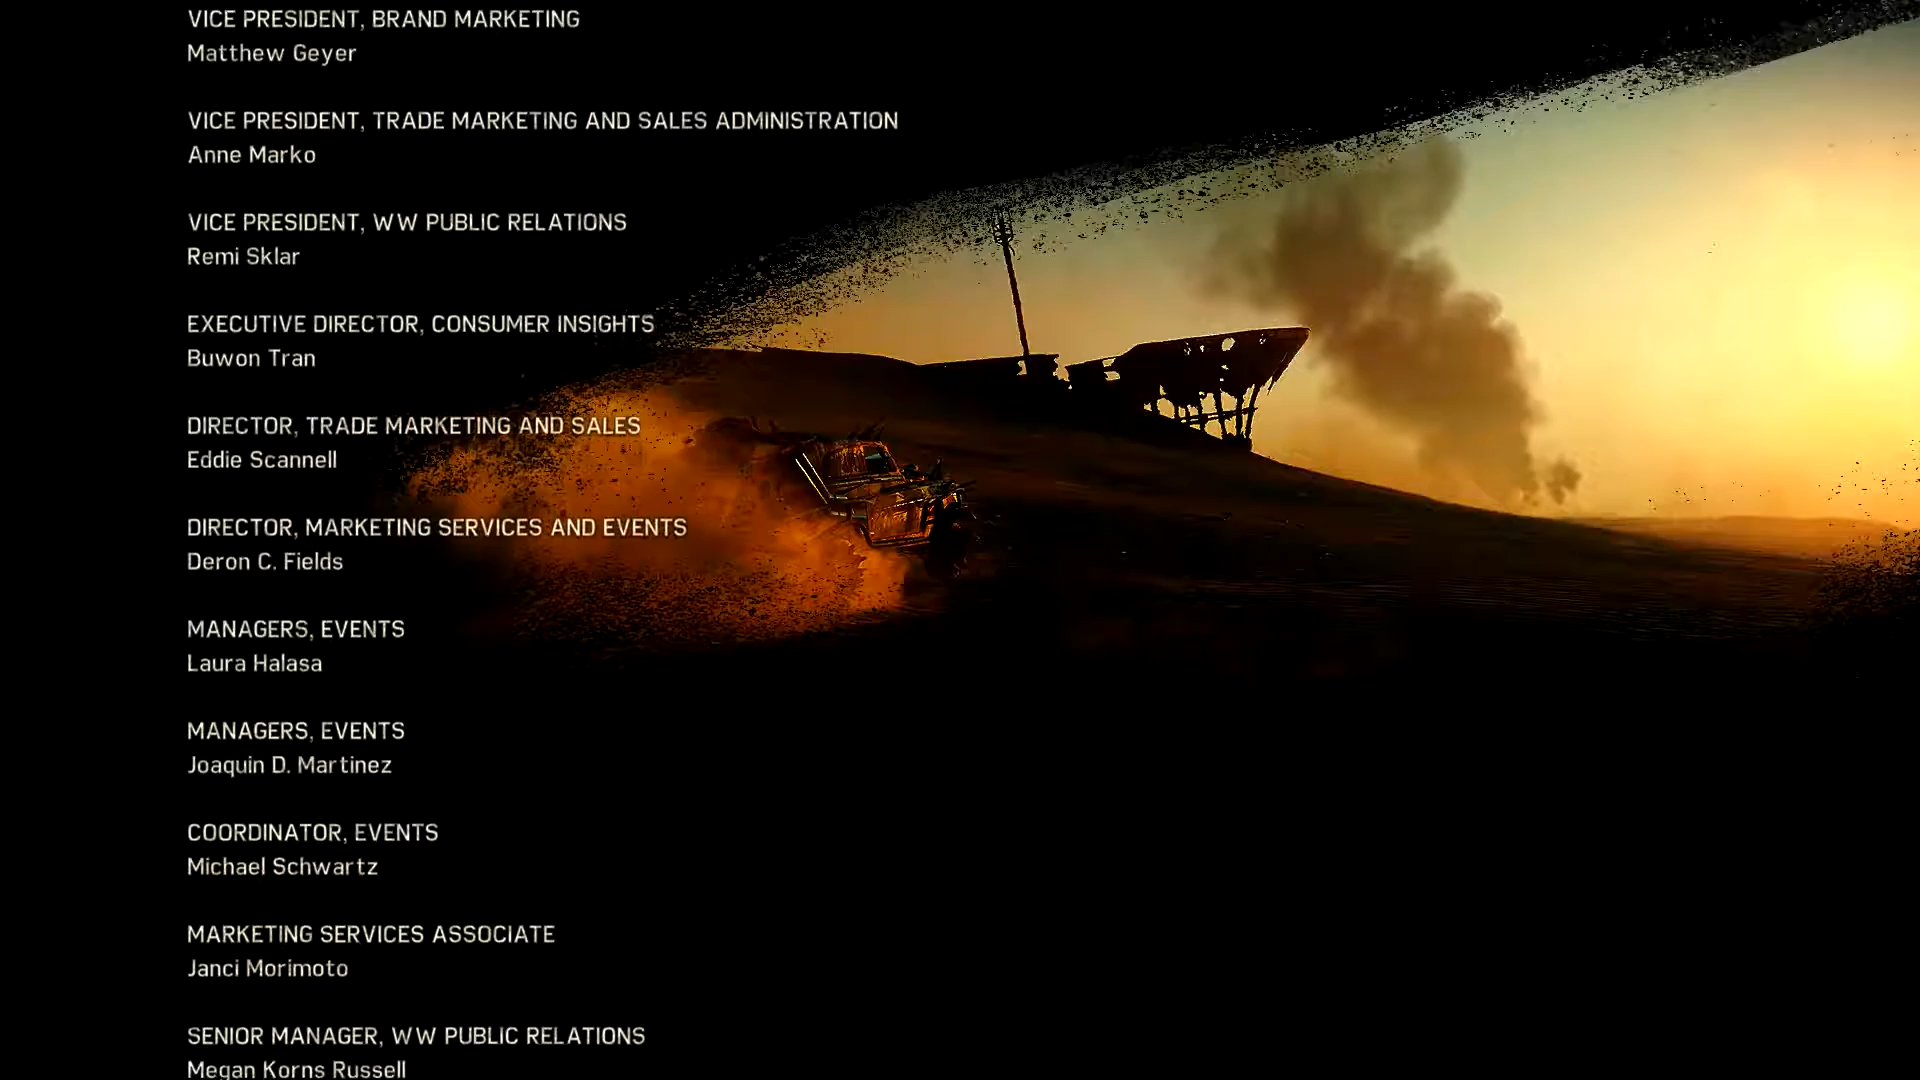 VICE PRESIDENT, BRAND MARKETING
Matthew Geyer
VICE PRESIDENT, TRADE MARKETING AND SALES ADMINISTRATION
Anne Marko
VICE PRESIDENT, WW PUBLIC RELATIONS
Remi Sklar
EXECUTIVE DIRECTOR, CONSUMER INSIGHTS
Buwon Tran
DIRECTOR, TRADE MARKETING AND SALES
Eddie Scannell
DIRECTOR, MARKETING SERVICES AND EVENTS
Deron C. Fields
MANAGERS, EVENTS
Laura Halasa
MANAGERS, EVENTS
Joaquin D. Martinez
COORDINATOR, EVENTS
Michael Schwartz
MARKETING SERVICES ASSOCIATE
Janci Morimoto
SENIOR MANAGER, WW PUBLIC RELATIONS
Megan Korns Russell